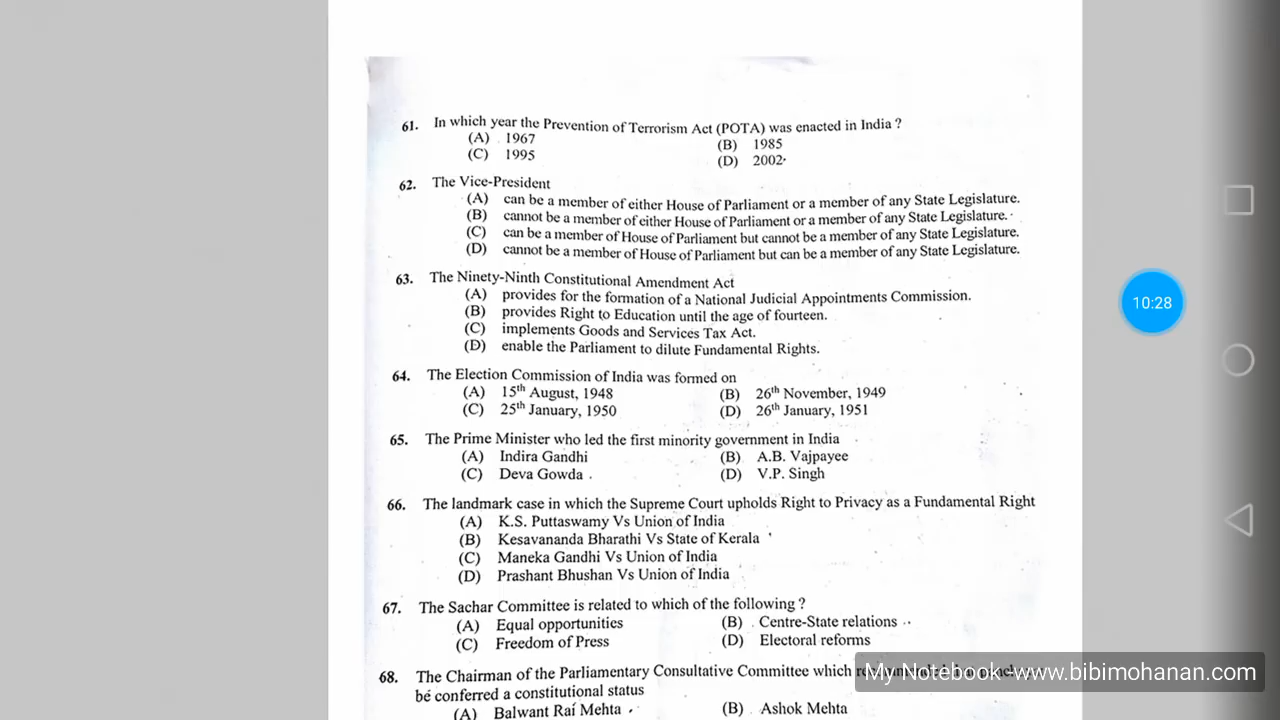 61. In which year the Prevention of Terrorism Act (POTA) was enacted in India ?
(A) 1967 (B) 1985
(C) 1995 (D) 2002
62. The Vice-President
(A) can be a member of either House of Parliament or a member of any State Legislature.
(B) cannot be a member of either House of Parliament or a member of any State Legislature.
(C) can be a member of House of Parliament but cannot be a member of any State Legislature.
(D) cannot be a member of House of Parliament but can be a member of any State Legislature.
63. The Ninety-Ninth Constitutional Amendment Act
(A) provides for the formation of a National Judicial Appointments Commission.
(B) provides Right to Education until the age of fourteen.
(C) implements Goods and Services Tax Act.
(D) enable the Parliament to dilute Fundamental Rights.
64. The Election Commission of India was formed on
(A) 15th August, 1948 (B) 26th November, 1949
(C) 25th January, 1950 (D) 26th January, 1951
65. The Prime Minister who led the first minority government in India
(A) Indira Gandhi (B) A.B. Vajpayee
(C) Deva Gowda (D) V.P. Singh
66. The landmark case in which the Supreme Court upholds Right to Privacy as a Fundamental Right
(A) K.S. Puttaswamy Vs Union of India
(B) Kesavananda Bharathi Vs State of Kerala
(C) Maneka Gandhi Vs Union of India
(D) Prashant Bhushan Vs Union of India
67. The Sachar Committee is related to which of the following ?
(A) Equal opportunities (B) Centre-State relations
(C) Freedom of Press (D) Electoral reforms
68. The Chairman of the Parliamentary Consultative Committee which
be conferred a constitutional status
(A) Balwant Rai Mehta (B) Ashok Mehta
10:28
My Notebook-www.bibimohanan.com